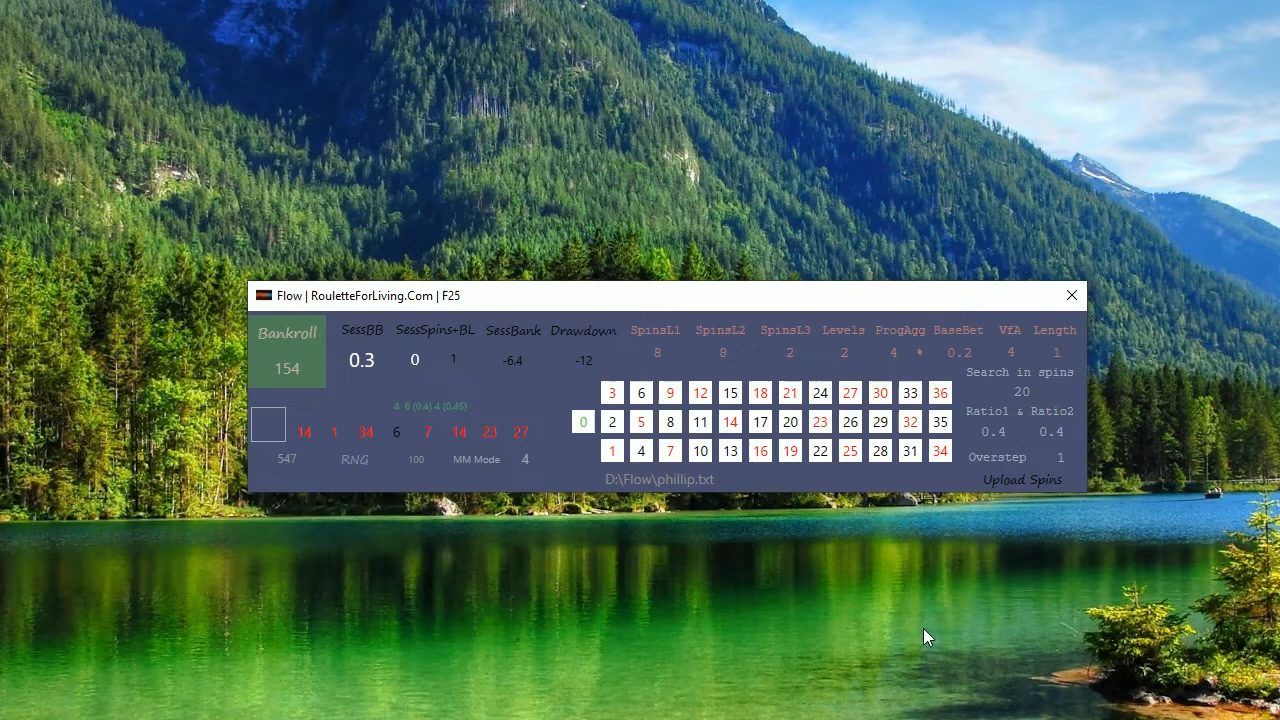 Flow | RouletteForLiving.Com | F25
Bankroll SessBB SessSpins+BL SessBank Drawdown SpinsL1 SpinsL2 SpinsL3 Levels ProgAgg BaseBet VfA Length
154 0.3 0 1 -6.4 -12 8 8 2 2 4 % 0.2 4 1
Search in spins
20
3 6 9 12 15 18 21 24 27 30 33 36
4 6 (0.4) 4 (0.45)
Ratio1 & Ratio2
0 2 5 8 11 14 17 20 23 26 29 32 35
14 1 34 6 7 14 23 27
0.4 0.4
1 4 7 10 13 16 19 22 25 28 31 34
547 RNG 100 MM Mode 4
Overstep 1
D:\Flow\phillip.txt
Upload Spins